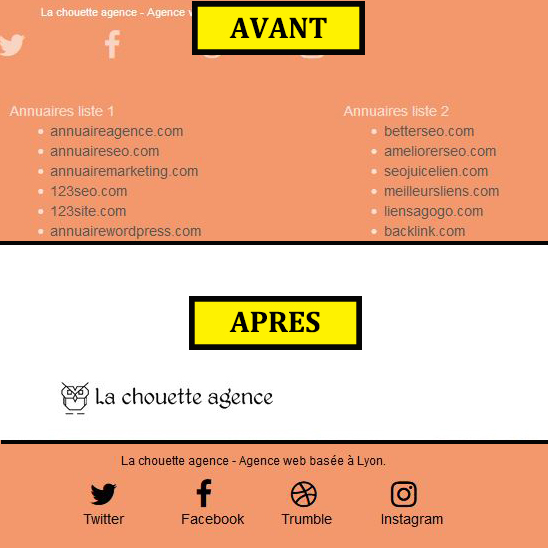 La chouette agence - Agence
AVANT
Annuaires liste 1
annuaireagence.com
annuaireseo.com
annuairemarketing.com
123seo.com
123site.com
annuairewordpress.com
Annuaires liste 2
betterseo.com
ameliorerseo.com
seojuicelien.com
meilleursliens.com
liensagogo.com
backlink.com
APRES
La chouette agence
La chouette agence - Agence web basée à Lyon.
Twitter Facebook Trumble Instagram